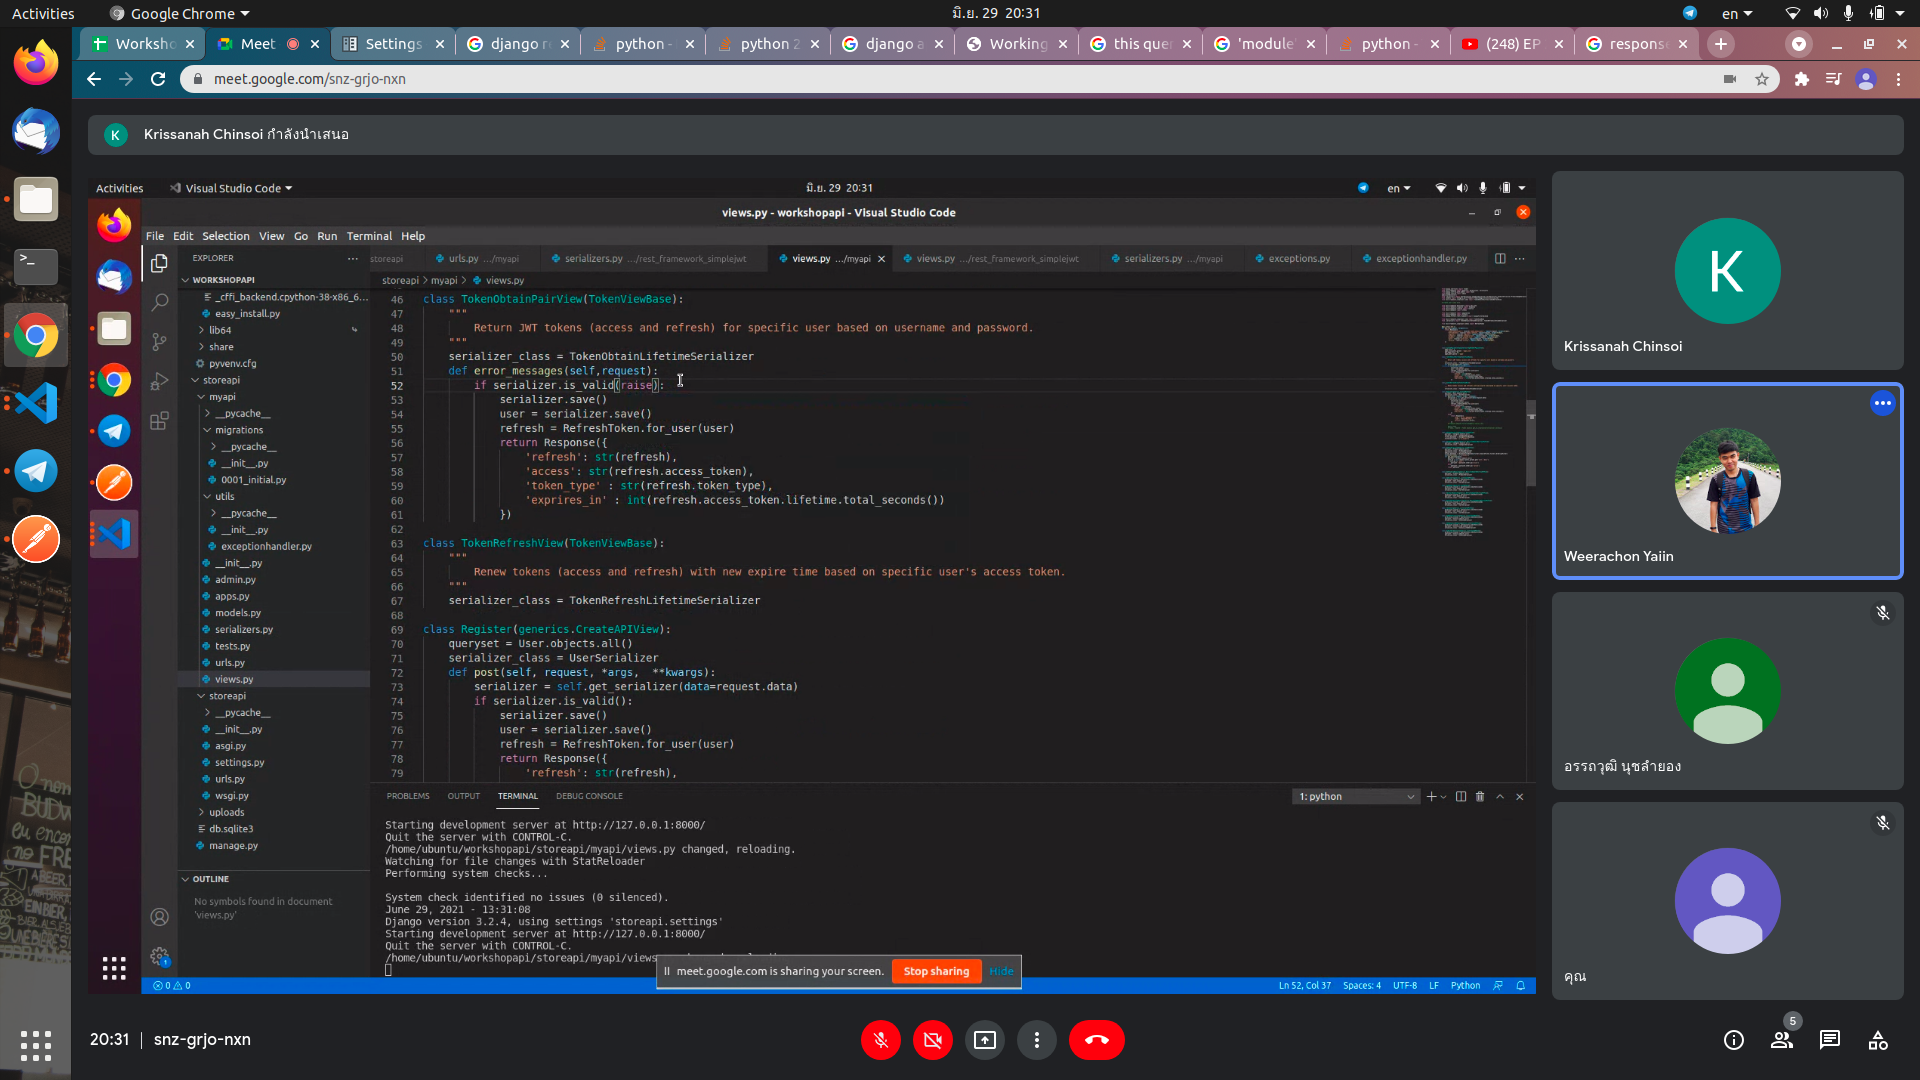 Activities
Google Chrome
มิ.ย. 29 20:31
en
Worksho
Meet
Settings
django r
python -
python 2
django a
Working
this que
'module'
python -
(248) EP
respons
meet.google.com/snz-grjo-nxn
K
Krissanah Chinsoi กำลังนำเสนอ
Activities
Visual Studio Code
มิ.ย. 29 20:31
en
views.py - workshopapi - Visual Studio Code
File Edit Selection View Go Run Terminal Help
EXPLORER
storeapi
urls.py .../myapi
serializers.py .../rest_framework_simplejwt
views.py .../myapi
views.py .../rest_framework_simplejwt
serializers.py .../myapi
exceptions.py
exceptionhandler.py
WORKSHOPAPI
_cffi_backend.cpython-38-x86_6...
easy_install.py
lib64
share
pyvenv.cfg
storeapi
myapi
__pycache__
migrations
__pycache__
__init__.py
0001_initial.py
utils
__pycache__
__init__.py
exceptionhandler.py
__init__.py
admin.py
apps.py
models.py
serializers.py
tests.py
urls.py
views.py
storeapi
__pycache__
__init__.py
asgi.py
settings.py
urls.py
wsgi.py
uploads
db.sqlite3
manage.py
OUTLINE
No symbols found in document
'views.py'
storeapi > myapi > views.py
46 class TokenObtainPairView(TokenViewBase):
47 """
48 Return JWT tokens (access and refresh) for specific user based on username and password.
49 """
50 serializer_class = TokenObtainLifetimeSerializer
51 def error_messages(self,request):
52 if serializer.is_valid(raise):
53 serializer.save()
54 user = serializer.save()
55 refresh = RefreshToken.for_user(user)
56 return Response({
57 'refresh': str(refresh),
58 'access': str(refresh.access_token),
59 'token_type' : str(refresh.token_type),
60 'exprires_in' : int(refresh.access_token.lifetime.total_seconds())
61 })
62
63 class TokenRefreshView(TokenViewBase):
64 """
65 Renew tokens (access and refresh) with new expire time based on specific user's access token.
66 """
67 serializer_class = TokenRefreshLifetimeSerializer
68
69 class Register(generics.CreateAPIView):
70 queryset = User.objects.all()
71 serializer_class = UserSerializer
72 def post(self, request, *args, **kwargs):
73 serializer = self.get_serializer(data=request.data)
74 if serializer.is_valid():
75 serializer.save()
76 user = serializer.save()
77 refresh = RefreshToken.for_user(user)
78 return Response({
79 'refresh': str(refresh),
PROBLEMS OUTPUT TERMINAL DEBUG CONSOLE
1: python
Starting development server at http://127.0.0.1:8000/
Quit the server with CONTROL-C.
/home/ubuntu/workshopapi/storeapi/myapi/views.py changed, reloading.
Watching for file changes with StatReloader
Performing system checks...
System check identified no issues (0 silenced).
June 29, 2021 - 13:31:08
Django version 3.2.4, using settings 'storeapi.settings'
Starting development server at http://127.0.0.1:8000/
Quit the server with CONTROL-C.
/home/ubuntu/workshopapi/storeapi/myapi/views
meet.google.com is sharing your screen.
Stop sharing
Hide
0 0
Ln 52, Col 37
Spaces: 4
UTF-8
LF
Python
K
Krissanah Chinsoi
Weerachon Yaiin
อรรถวุฒิ นุชลำยอง
คุณ
20:31 | snz-grjo-nxn
5